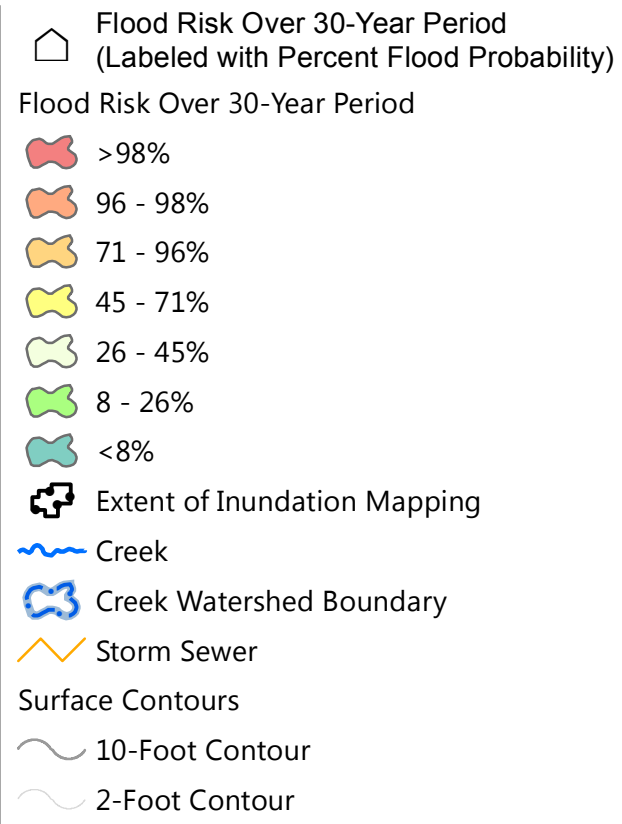 Flood Risk Over 30-Year Period
(Labeled with Percent Flood Probability)
Flood Risk Over 30-Year Period
>98%
96 - 98%
71 - 96%
45 - 71%
26 - 45%
8 - 26%
<8%
Extent of Inundation Mapping
Creek
Creek Watershed Boundary
Storm Sewer
Surface Contours
10-Foot Contour
2-Foot Contour